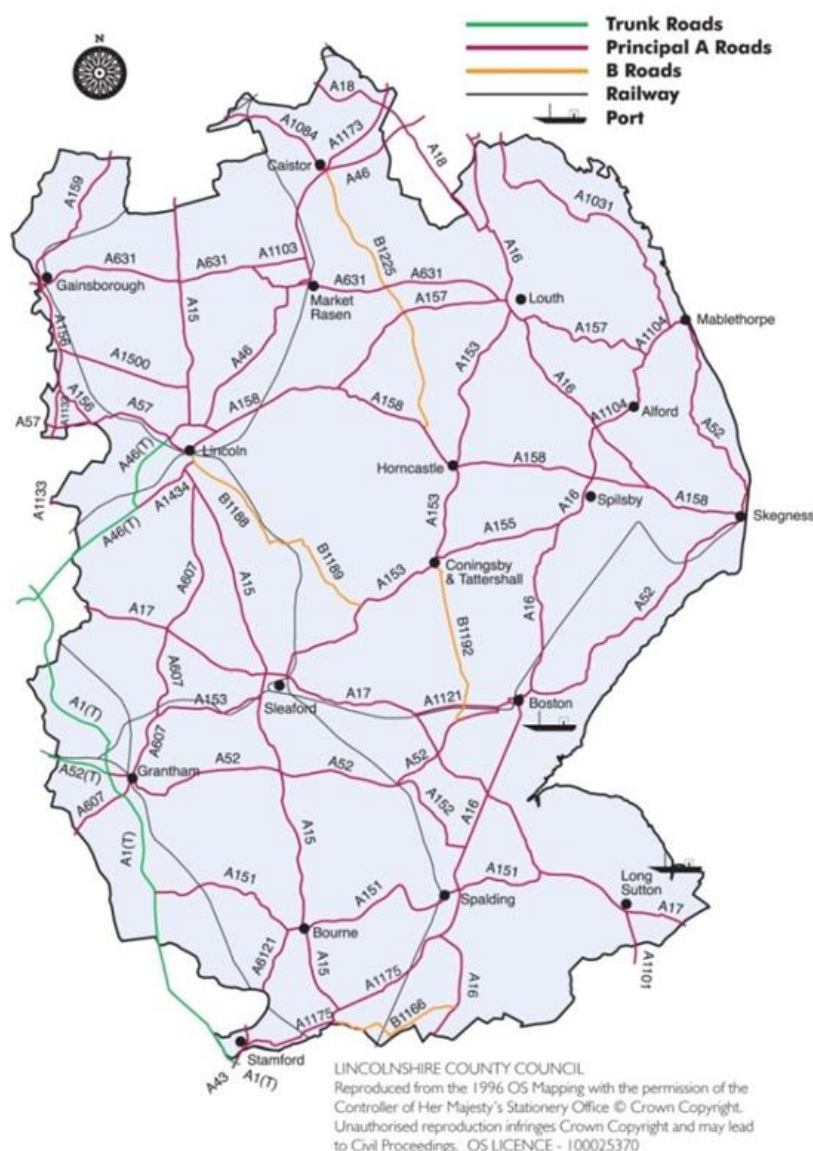 N
Trunk Roads
Principal A Roads
B Roads
Railway
Port
A18
A1084
A1173
A18
Caistor
A46
A159
A1031
A631
A631
A1103
B1225
A16
Gainsborough
A631
A631
Market
Rasen
A157
Louth
A15
A156
A157
A1104
Mablethorpe
A1500
A46
A153
A16
A156
A1133
A57
A57
A158
A158
A1104
Alford
A52
A46(T)
Lincoln
Horncastle
A158
A1133
A1434
A46(T)
B1188
A153
A16
Spilsby
A158
Skegness
A607
A15
B1189
A155
A153
Coningsby
& Tattershall
A17
A16
A52
B1192
A607
A1(T)
A153
Sleaford
A17
A1121
Boston
A607
A52(T)
Grantham
A52
A52
A52
A607
A152
A16
A1(T)
A15
A151
A151
A151
Long
Sutton
Spalding
A17
Bourne
A6121
A15
A1175
A16
A1101
A1175
B1166
Stamford
A43
A1(T)
LINCOLNSHIRE COUNTY COUNCIL
Reproduced from the 1996 OS Mapping with the permission of the
Controller of Her Majesty's Stationery Office © Crown Copyright.
Unauthorised reproduction infringes Crown Copyright and may lead
to Civil Proceedings. OS LICENCE - 100025370